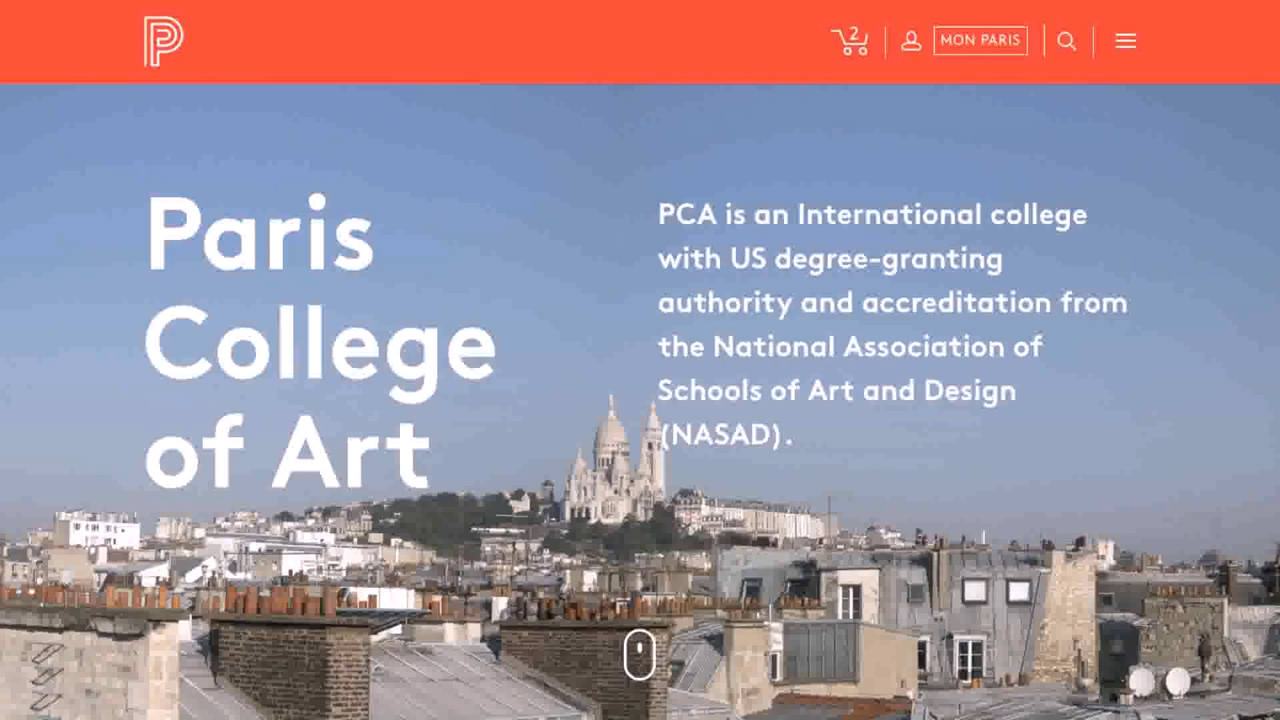 P
2
MON PARIS
Paris
College
of Art
PCA is an International college
with US degree-granting
authority and accreditation from
the National Association of
Schools of Art and Design
(NASAD).